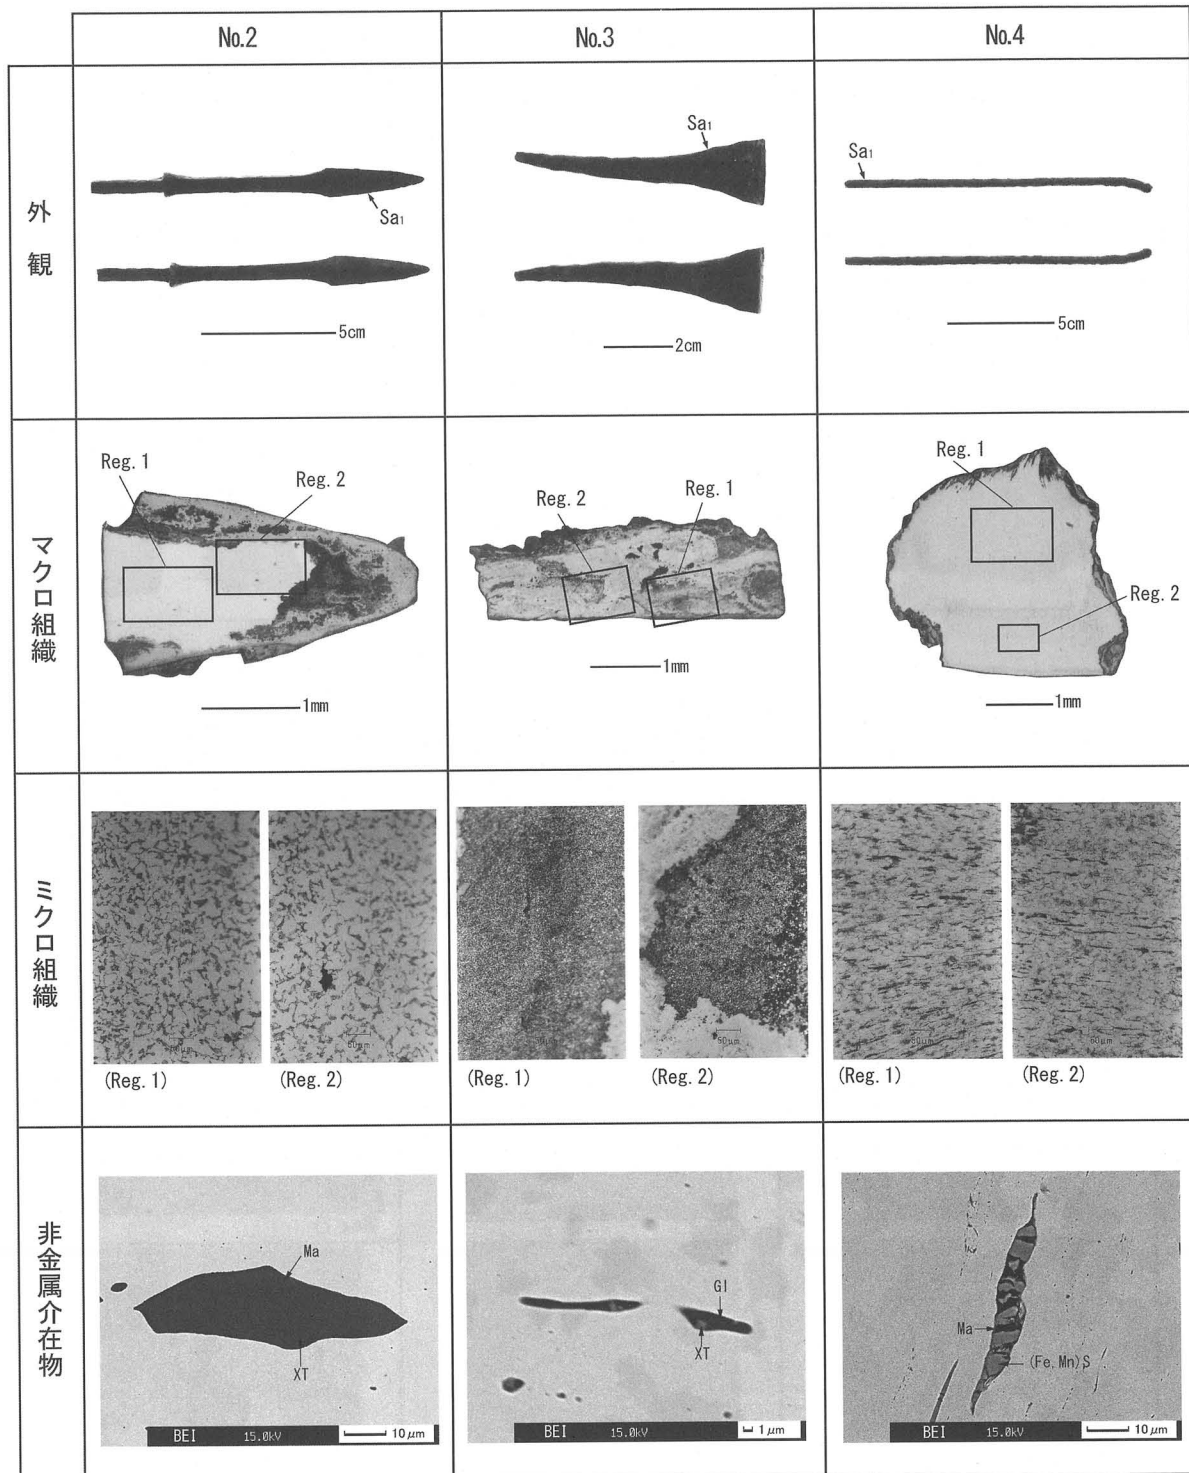 No.2 No.3 No.4
外観
Sa1
Sa1
Sa1
5cm
2cm
5cm
マクロ組織
Reg. 1
Reg. 2
1mm
Reg. 2
Reg. 1
1mm
Reg. 1
Reg. 2
1mm
ミクロ組織
50μm
(Reg. 1) (Reg. 2) (Reg. 1) (Reg. 2) (Reg. 1) (Reg. 2)
非金属介在物
Ma
XT
BEI 15.0kV 10μm
Gl
XT
BEI 15.0kV 1μm
Ma
(Fe, Mn) S
BEI 15.0kV 10μm